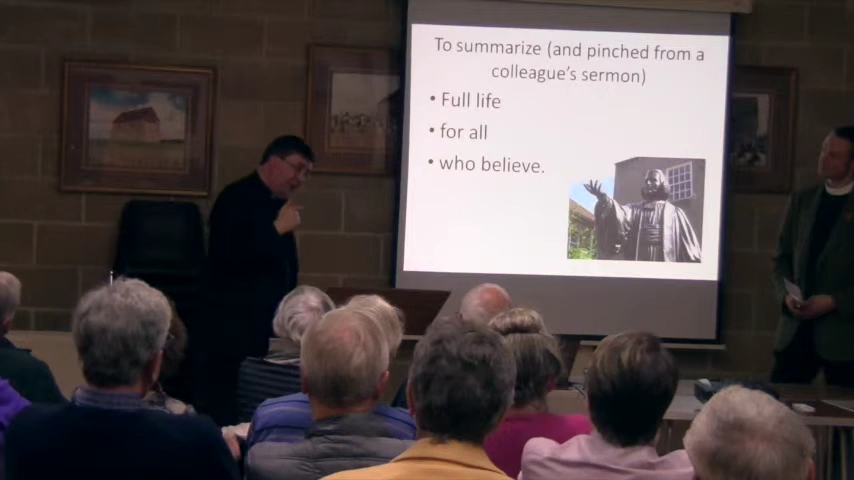 To summarize (and pinched from a
colleague's sermon)
• Full life
• for all
• who believe.